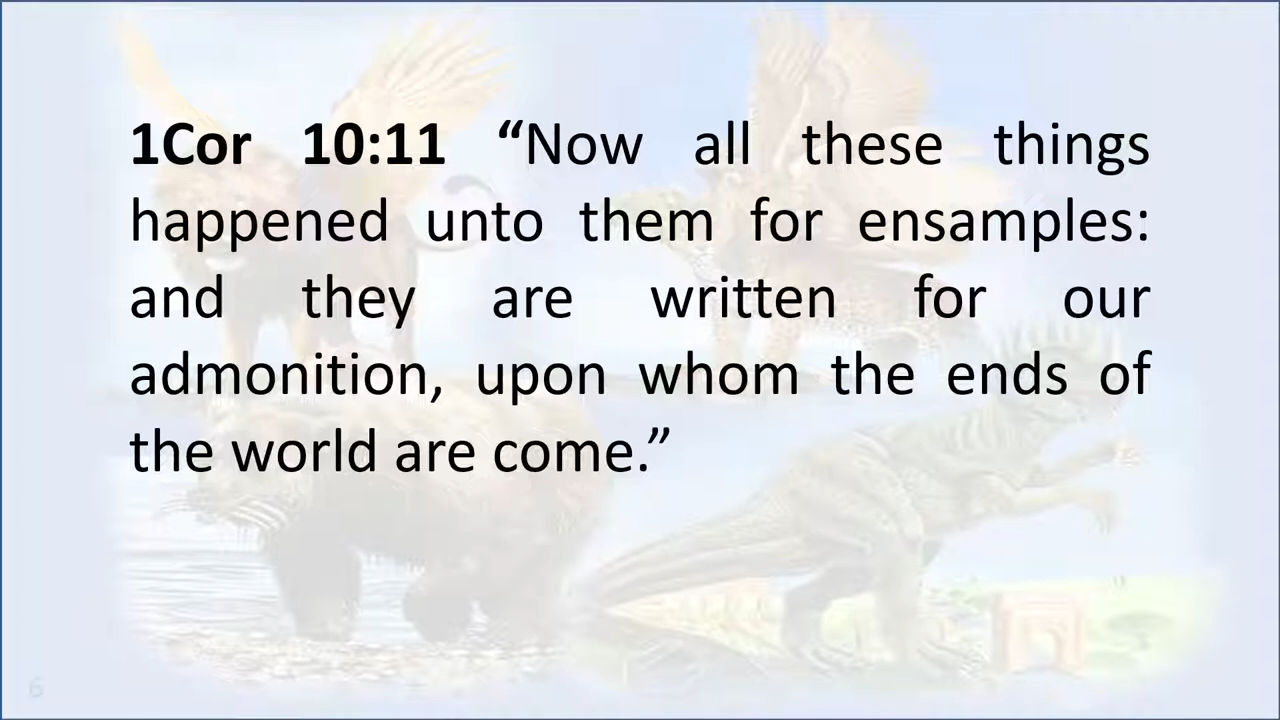 1Cor 10:11 “Now all these things
happened unto them for ensamples:
and they are written for our
admonition, upon whom the ends of
the world are come.”
6